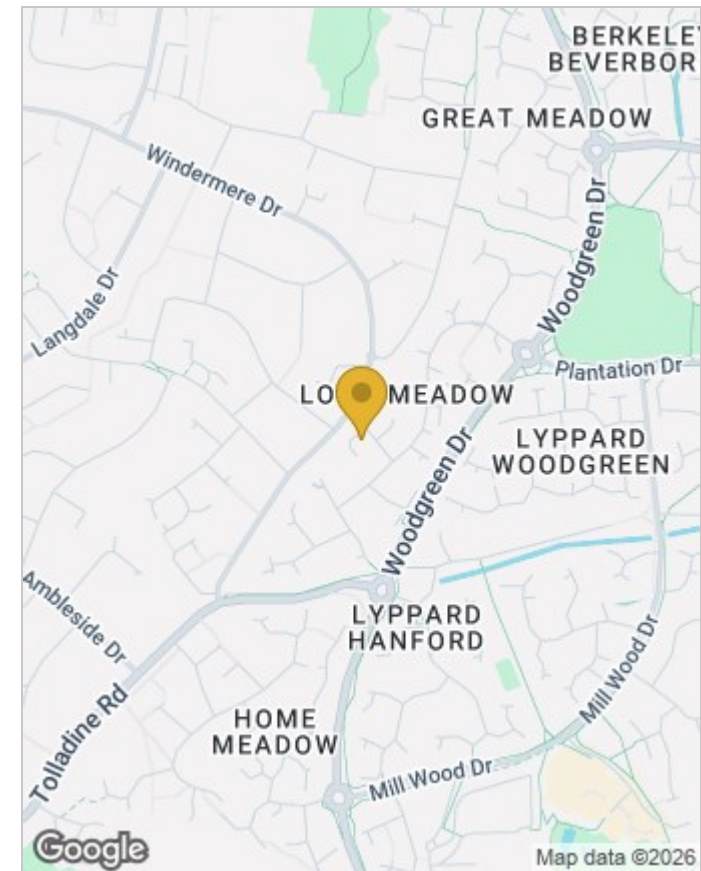 BERKELEY
BEVERBOR
GREAT MEADOW
Windermere Dr
Woodgreen Dr
Langdale Dr
Plantation Dr
LO MEADOW
LYPPARD
WOODGREEN
Woodgreen Dr
Ambleside Dr
LYPPARD
HANFORD
Mill Wood Dr
HOME
MEADOW
Tolladine Rd
Mill Wood Dr
Google
Map data ©2026